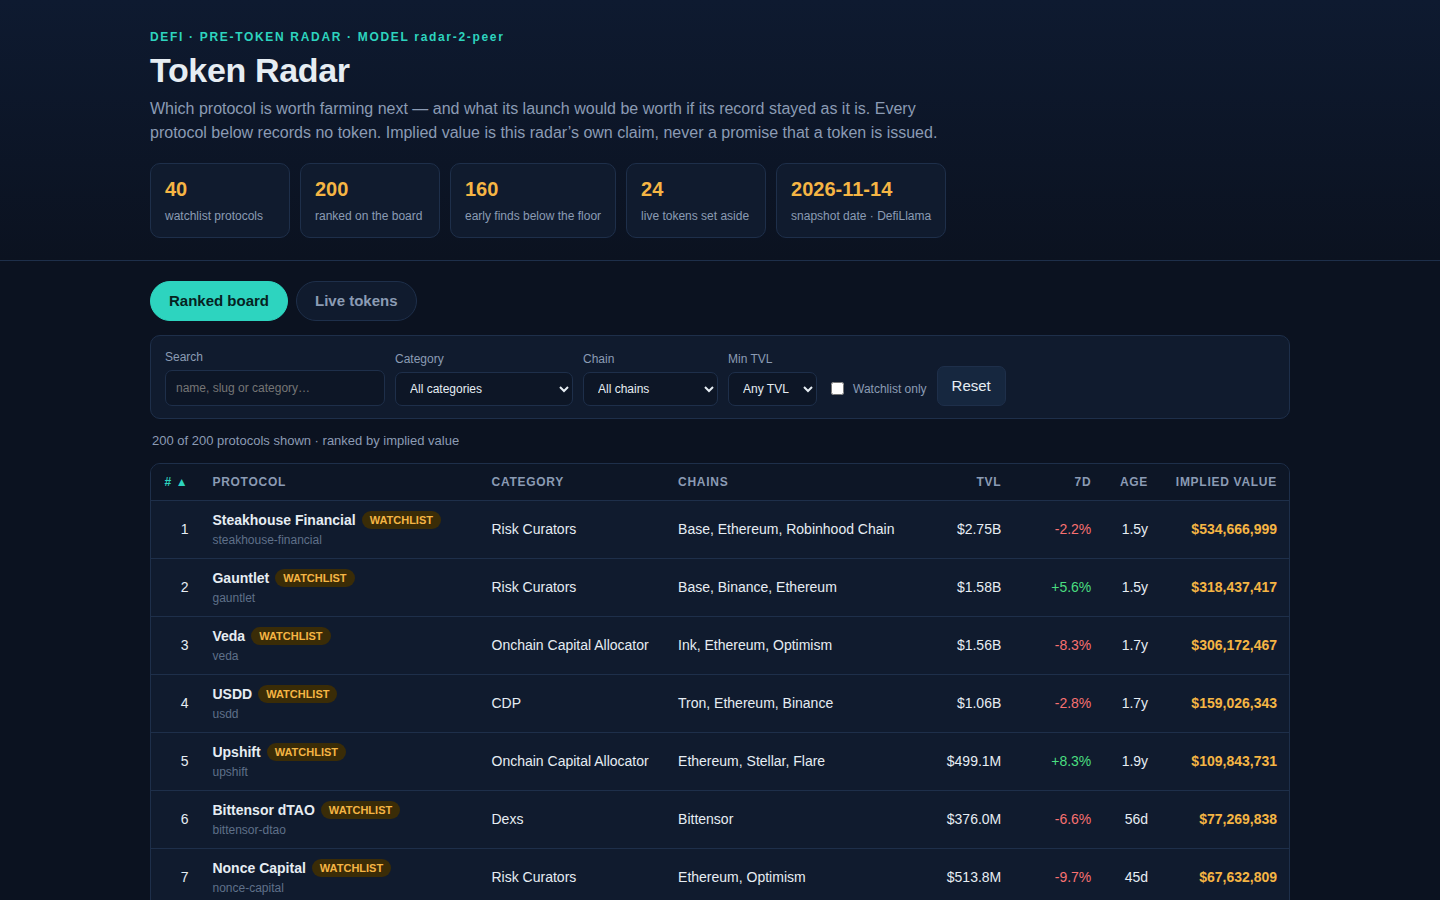 DEFI · PRE-TOKEN RADAR · MODEL radar-2-peer
Token Radar
Which protocol is worth farming next — and what its launch would be worth if its record stayed as it is. Every
protocol below records no token. Implied value is this radar’s own claim, never a promise that a token is issued.
40
watchlist protocols
200
ranked on the board
160
early finds below the floor
24
live tokens set aside
2026-11-14
snapshot date · DefiLlama
Ranked board
Live tokens
Search
name, slug or category…
Category
All categories
Chain
All chains
Min TVL
Any TVL
Watchlist only
Reset
200 of 200 protocols shown · ranked by implied value
# ▲ PROTOCOL CATEGORY CHAINS TVL 7D AGE IMPLIED VALUE
1 Steakhouse Financial WATCHLIST Risk Curators Base, Ethereum, Robinhood Chain $2.75B -2.2% 1.5y $534,666,999
steakhouse-financial
2 Gauntlet WATCHLIST Risk Curators Base, Binance, Ethereum $1.58B +5.6% 1.5y $318,437,417
gauntlet
3 Veda WATCHLIST Onchain Capital Allocator Ink, Ethereum, Optimism $1.56B -8.3% 1.7y $306,172,467
veda
4 USDD WATCHLIST CDP Tron, Ethereum, Binance $1.06B -2.8% 1.7y $159,026,343
usdd
5 Upshift WATCHLIST Onchain Capital Allocator Ethereum, Stellar, Flare $499.1M +8.3% 1.9y $109,843,731
upshift
6 Bittensor dTAO WATCHLIST Dexs Bittensor $376.0M -6.6% 56d $77,269,838
bittensor-dtao
7 Nonce Capital WATCHLIST Risk Curators Ethereum, Optimism $513.8M -9.7% 45d $67,632,809
nonce-capital